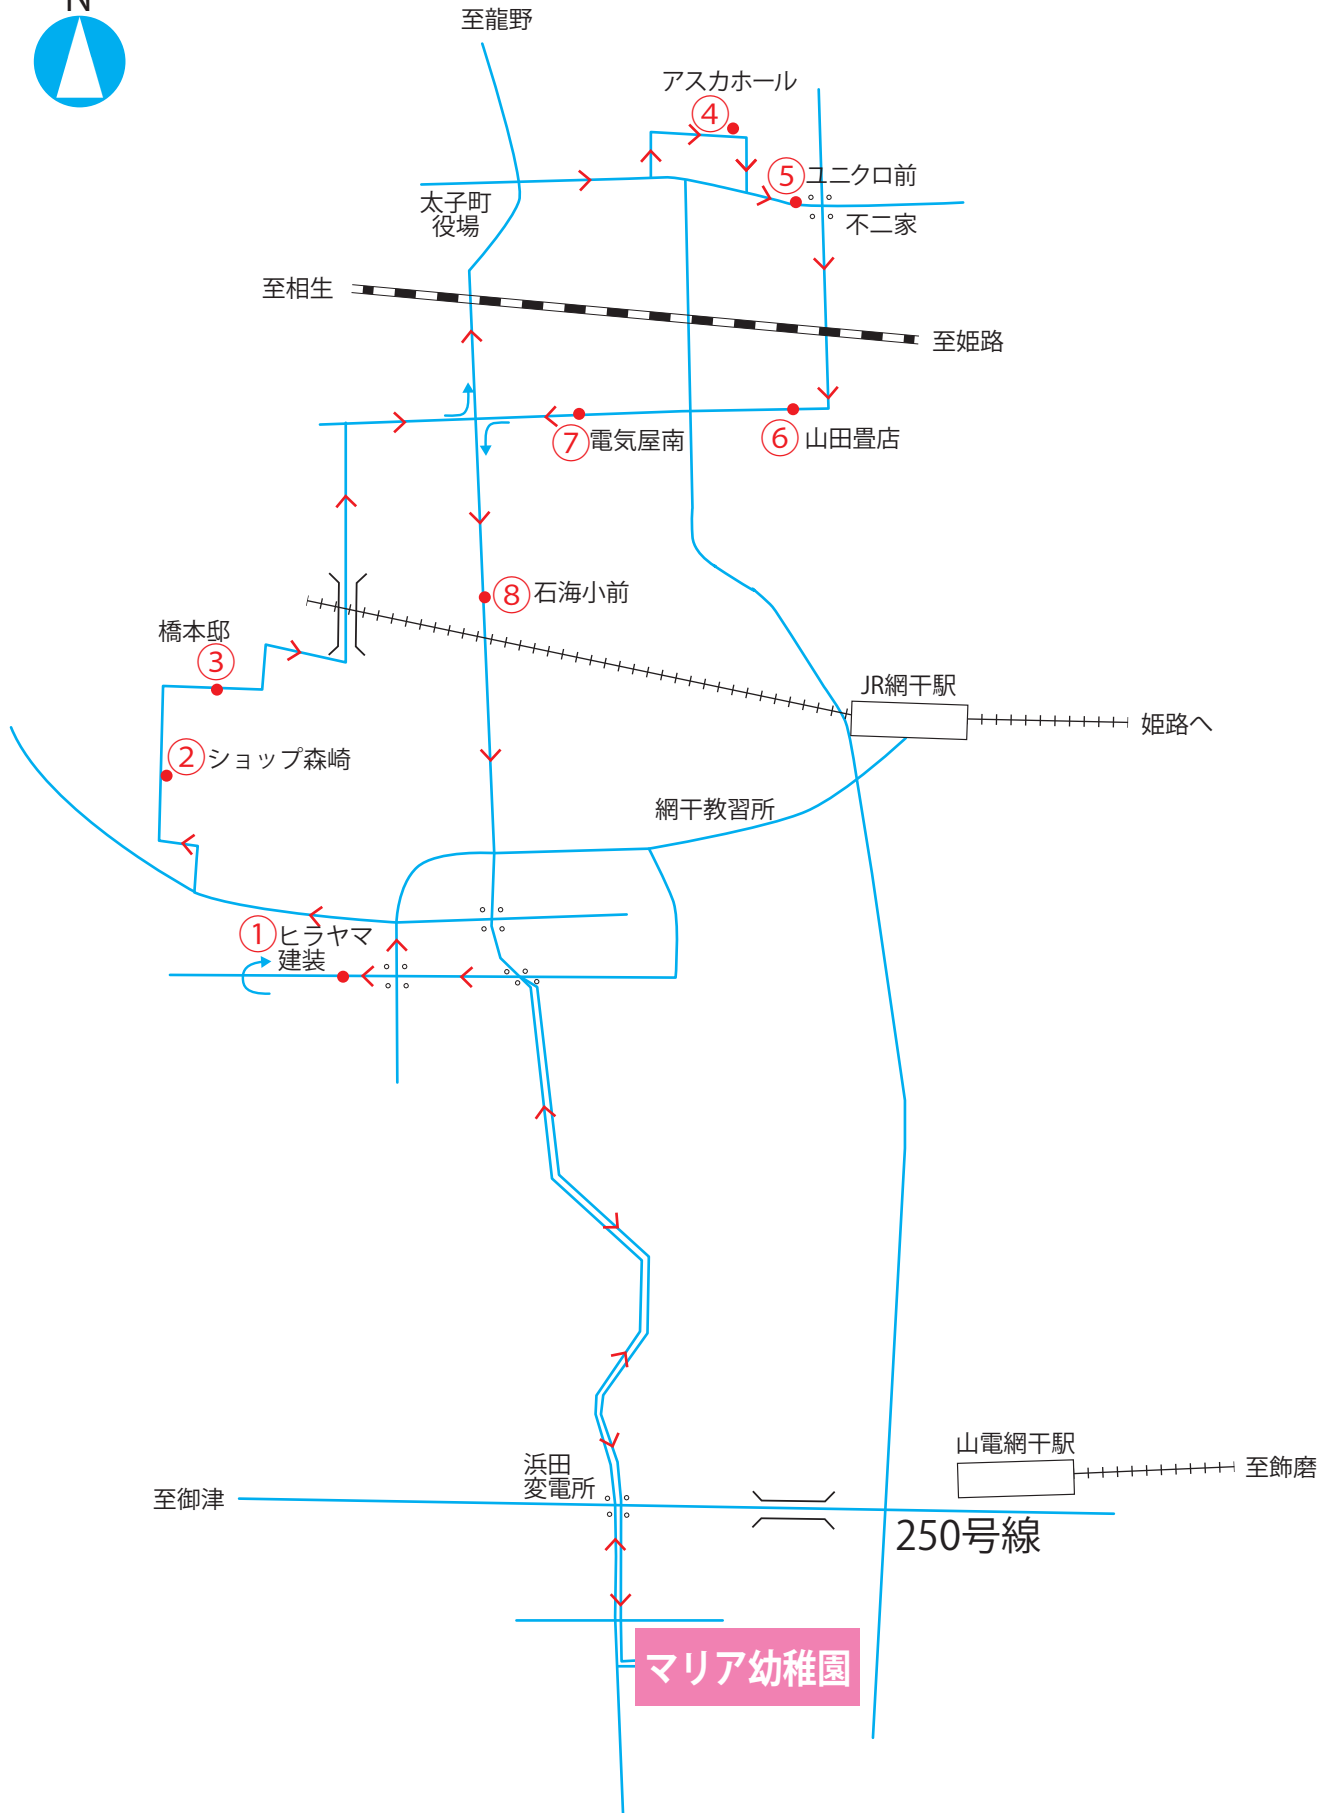 N
至龍野
アスカホール
④
⑤ユニクロ前
太子町
役場
不二家
至相生
至姫路
⑦電気屋南
⑥山田畳店
⑧石海小前
橋本邸
③
JR網干駅
姫路へ
②ショップ森崎
網干教習所
①ヒラヤマ
建装
山電網干駅
至飾磨
浜田
変電所
至御津
250号線
マリア幼稚園